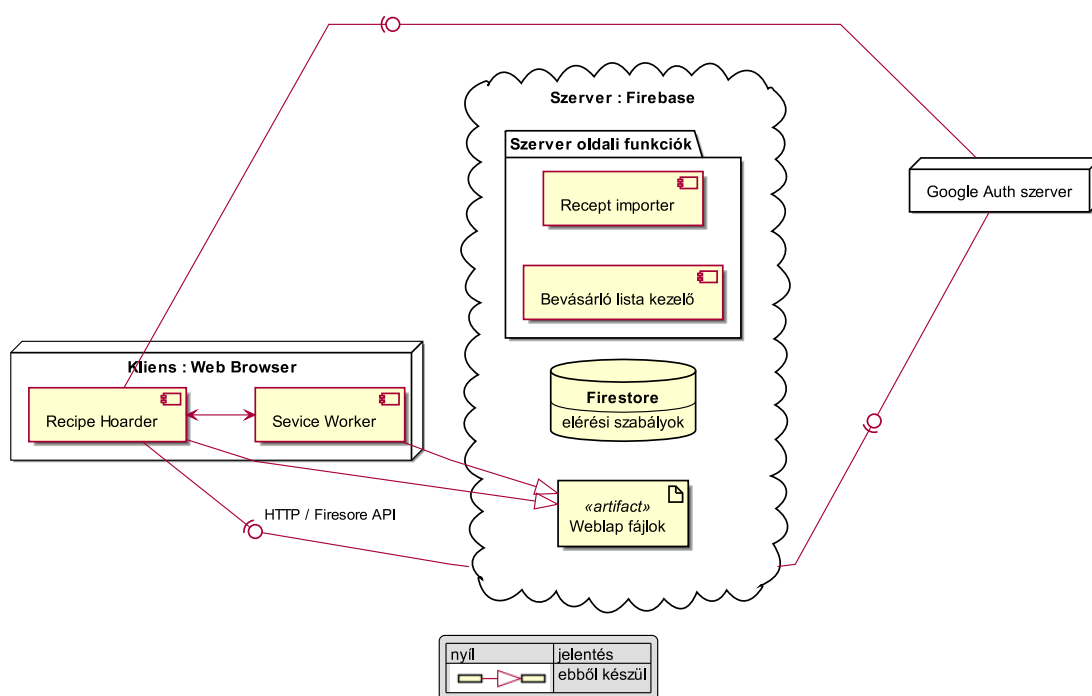 Szerver : Firebase
Szerver oldali funkciók
Recept importer
Google Auth szerver
Bevásárló lista kezelő
Kliens : Web Browser
Recipe Hoarder
Sevice Worker
Firestore
elérési szabályok
«artifact»
Weblap fájlok
HTTP / Firesore API
nyíl
jelentés
ebből készül